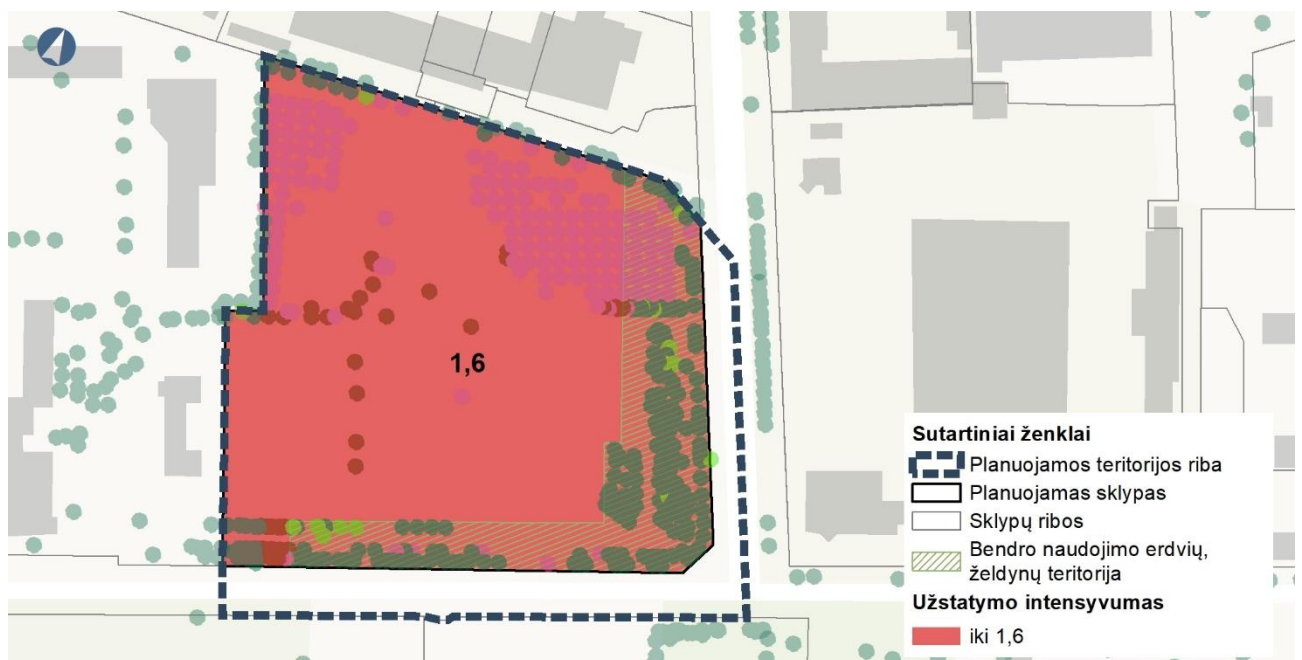 1,6
Sutartiniai ženklai
Planuojamos teritorijos riba
Planuojamas sklypas
Sklypų ribos
Bendro naudojimo erdvių,
želdynų teritorija
Užstatymo intensyvumas
iki 1,6